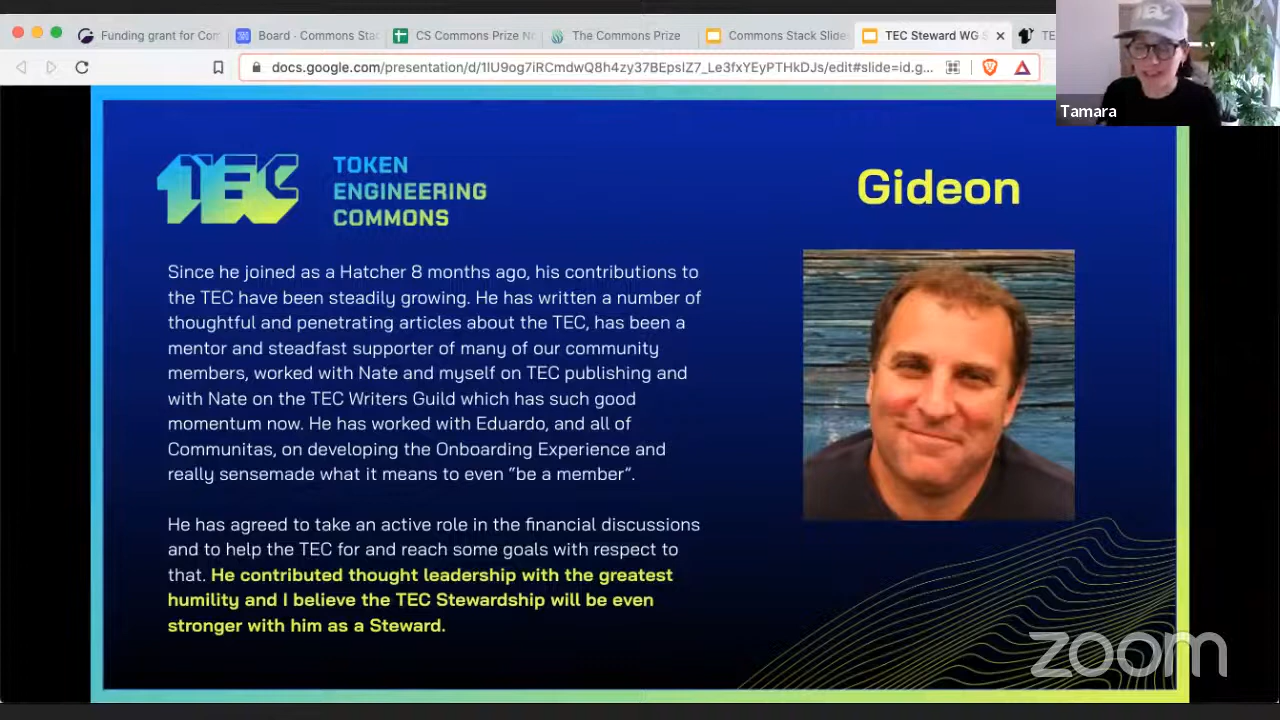 Funding grant for Com
Board - Commons Stac
CS Commons Prize No
The Commons Prize
Commons Stack Slide
TEC Steward WG S
TE
docs.google.com/presentation/d/1IU9og7iRCmdwQ8h4zy37BEpsIZ7_Le3fxYEyPTHkDJs/edit#slide=id.g...
Tamara
TEC
TEC
TOKEN
ENGINEERING
COMMONS
Gideon
Since he joined as a Hatcher 8 months ago, his contributions to
the TEC have been steadily growing. He has written a number of
thoughtful and penetrating articles about the TEC, has been a
mentor and steadfast supporter of many of our community
members, worked with Nate and myself on TEC publishing and
with Nate on the TEC Writers Guild which has such good
momentum now. He has worked with Eduardo, and all of
Communitas, on developing the Onboarding Experience and
really sensemade what it means to even “be a member”.
He has agreed to take an active role in the financial discussions
and to help the TEC for and reach some goals with respect to
that. He contributed thought leadership with the greatest
humility and I believe the TEC Stewardship will be even
stronger with him as a Steward.
zoom